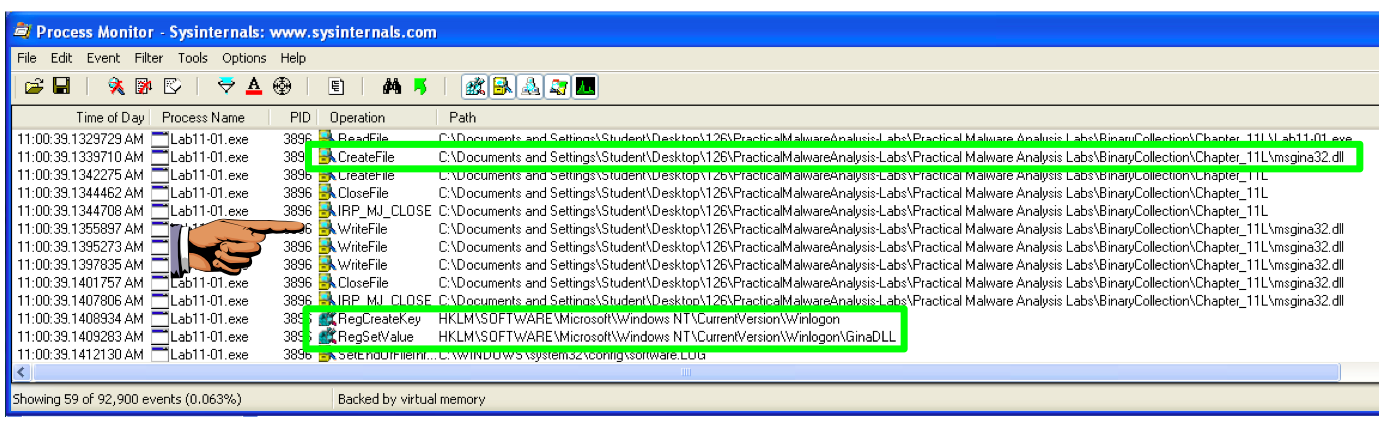 Process Monitor - Sysinternals: www.sysinternals.com
File Edit Event Filter Tools Options Help
Time of Day Process Name PID Operation Path
11:00:39.1329729 AM Lab11-01.exe 3896 ReadFile C:\Documents and Settings\Student\Desktop\126\PracticalMalwareAnalysis-Labs\Practical Malware Analysis Labs\BinaryCollection\Chapter_11L\Lab11-01.exe
11:00:39.1339710 AM Lab11-01.exe 389 CreateFile C:\Documents and Settings\Student\Desktop\126\PracticalMalwareAnalysis-Labs\Practical Malware Analysis Labs\BinaryCollection\Chapter_11L\msgina32.dll
11:00:39.1342275 AM Lab11-01.exe 3896 CreateFile C:\Documents and Settings\Student\Desktop\126\PracticalMalwareAnalysis-Labs\Practical Malware Analysis Labs\BinaryCollection\Chapter_11L
11:00:39.1344462 AM Lab11-01.exe 3896 CloseFile C:\Documents and Settings\Student\Desktop\126\PracticalMalwareAnalysis-Labs\Practical Malware Analysis Labs\BinaryCollection\Chapter_11L
11:00:39.1344708 AM Lab11-01.exe 3896 IRP_MJ_CLOSE C:\Documents and Settings\Student\Desktop\126\PracticalMalwareAnalysis-Labs\Practical Malware Analysis Labs\BinaryCollection\Chapter_11L
11:00:39.1355897 AM 6 WriteFile C:\Documents and Settings\Student\Desktop\126\PracticalMalwareAnalysis-Labs\Practical Malware Analysis Labs\BinaryCollection\Chapter_11L\msgina32.dll
11:00:39.1395273 AM 3896 WriteFile C:\Documents and Settings\Student\Desktop\126\PracticalMalwareAnalysis-Labs\Practical Malware Analysis Labs\BinaryCollection\Chapter_11L\msgina32.dll
11:00:39.1397835 AM 3896 WriteFile C:\Documents and Settings\Student\Desktop\126\PracticalMalwareAnalysis-Labs\Practical Malware Analysis Labs\BinaryCollection\Chapter_11L\msgina32.dll
11:00:39.1401757 AM Lab11-01.exe 3896 CloseFile C:\Documents and Settings\Student\Desktop\126\PracticalMalwareAnalysis-Labs\Practical Malware Analysis Labs\BinaryCollection\Chapter_11L\msgina32.dll
11:00:39.1407806 AM Lab11-01.exe 3896 IRP_MJ_CLOSE C:\Documents and Settings\Student\Desktop\126\PracticalMalwareAnalysis-Labs\Practical Malware Analysis Labs\BinaryCollection\Chapter_11L\msgina32.dll
11:00:39.1408934 AM Lab11-01.exe 389 RegCreateKey HKLM\SOFTWARE\Microsoft\Windows NT\CurrentVersion\Winlogon
11:00:39.1409283 AM Lab11-01.exe 389 RegSetValue HKLM\SOFTWARE\Microsoft\Windows NT\CurrentVersion\Winlogon\GinaDLL
11:00:39.1412130 AM Lab11-01.exe 3896 SetEndOfFileInf... C:\WINDOWS\system32\config\software.LOG
Showing 59 of 92,900 events (0.063%) Backed by virtual memory